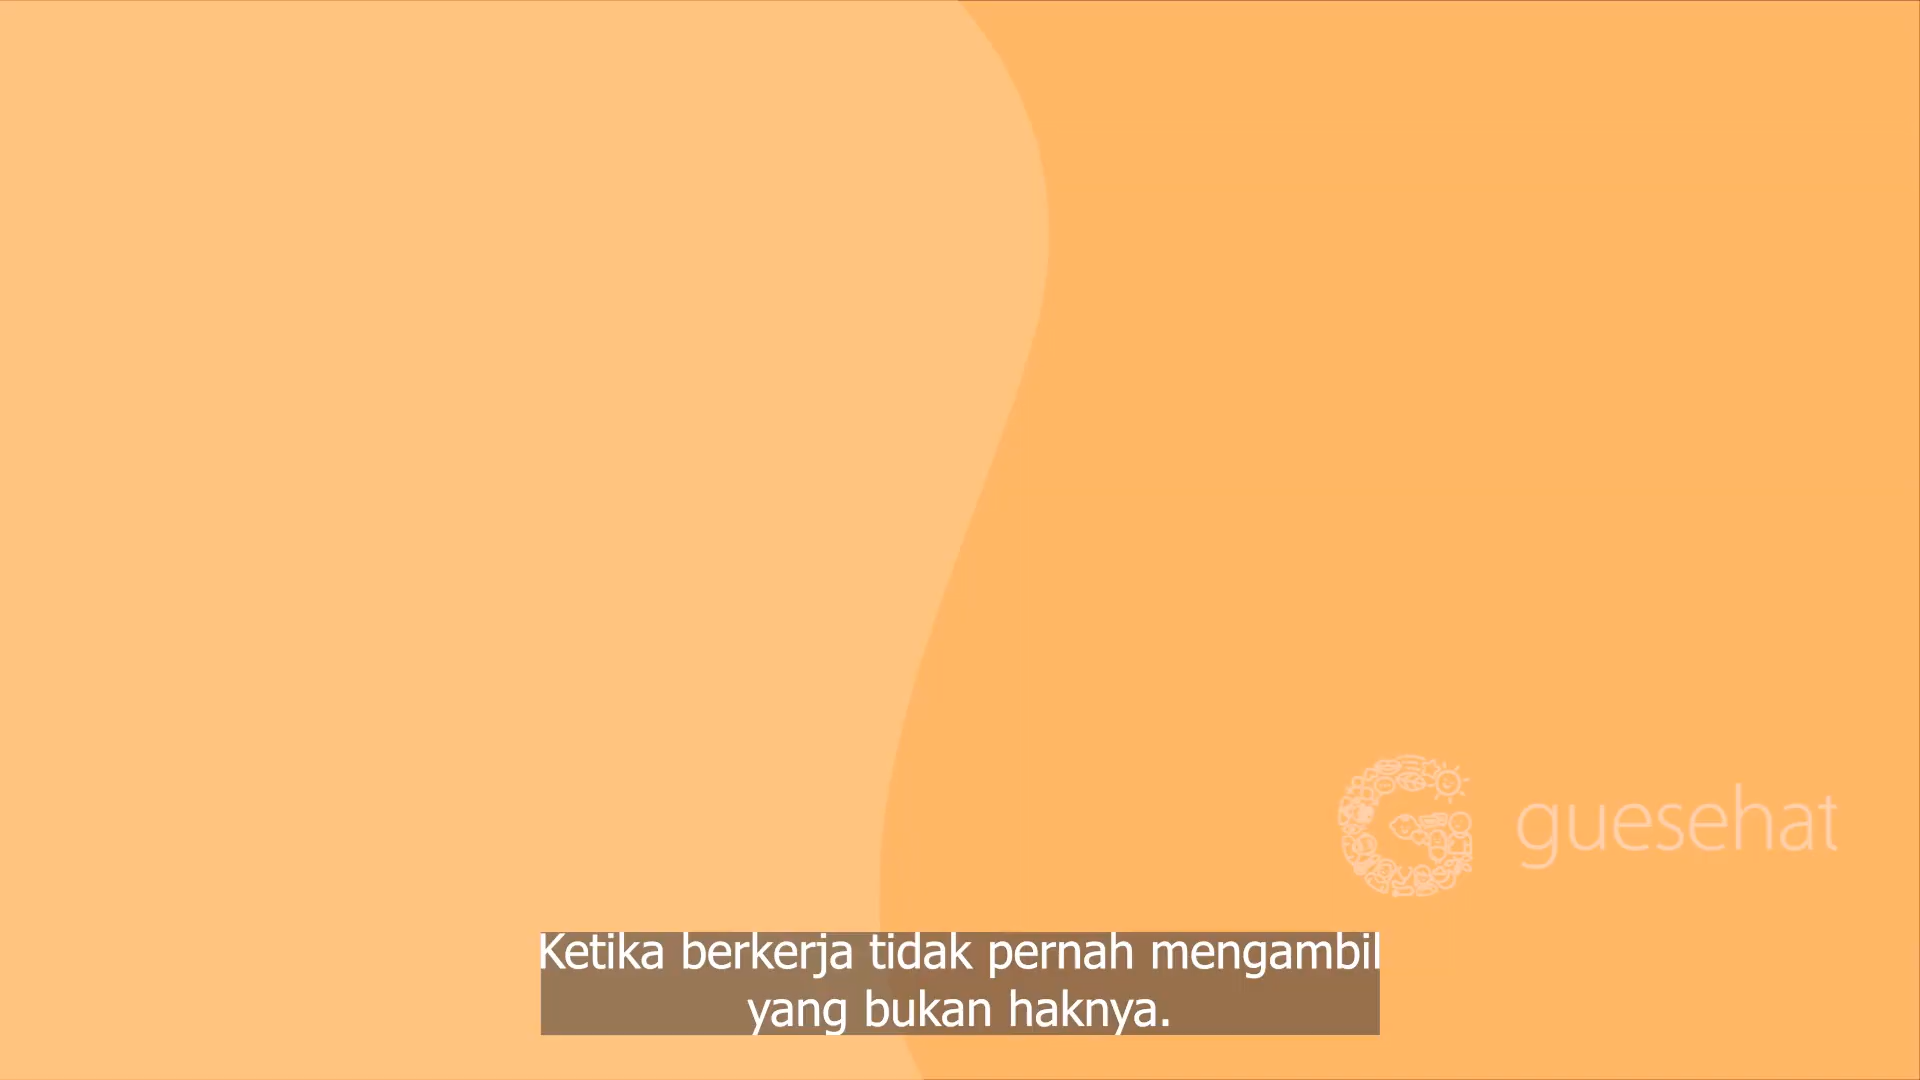 guesehat
Ketika berkerja tidak pernah mengambil
yang bukan haknya.